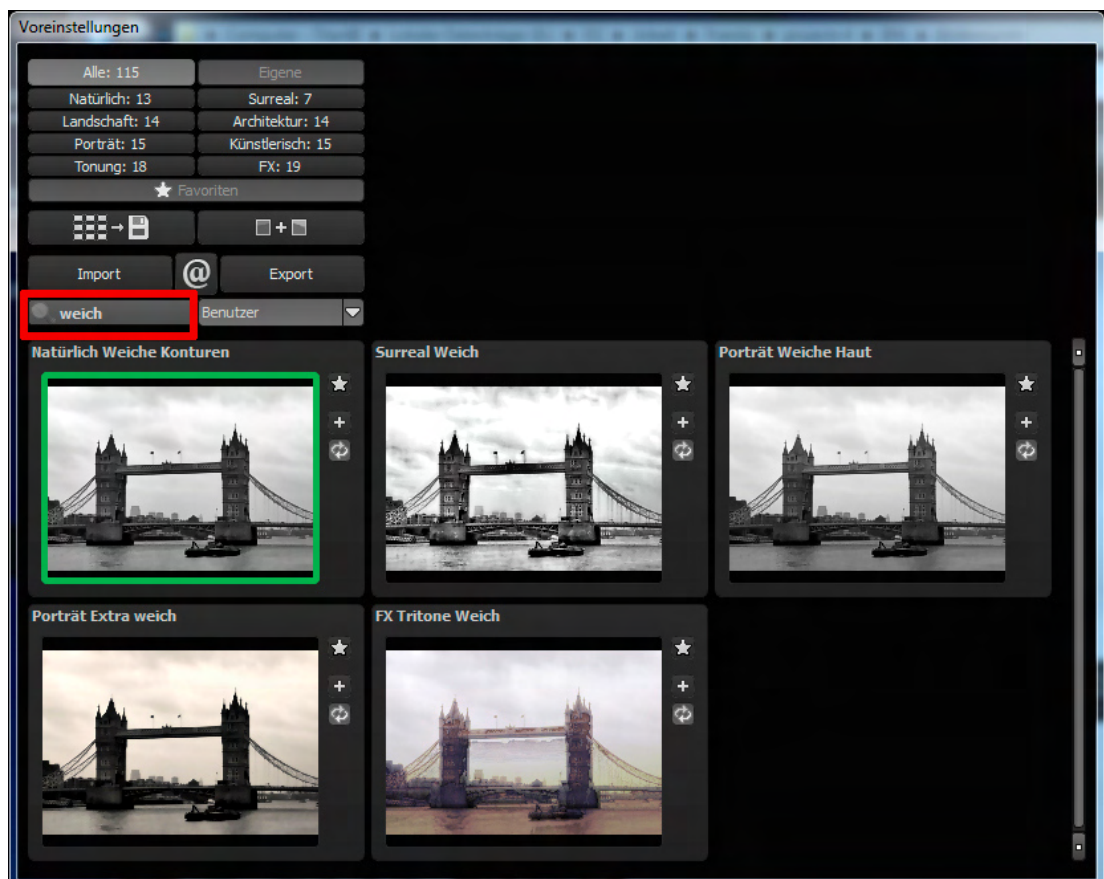 Voreinstellungen
Alle: 115 Eigene
Natürlich: 13 Surreal: 7
Landschaft: 14 Architektur: 14
Porträt: 15 Künstlerisch: 15
Tonung: 18 FX: 19
Favoriten
Import @ Export
weich Benutzer
Natürlich Weiche Konturen Surreal Weich Porträt Weiche Haut
Porträt Extra weich FX Tritone Weich